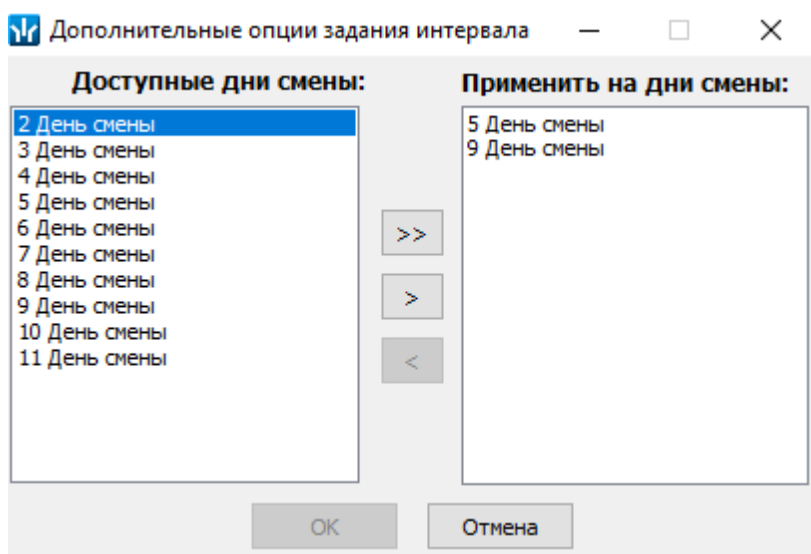 Дополнительные опции задания интервала
Доступные дни смены:
2 День смены
3 День смены
4 День смены
5 День смены
6 День смены
7 День смены
8 День смены
9 День смены
10 День смены
11 День смены
>>
>
<
Применить на дни смены:
5 День смены
9 День смены
OK
Отмена